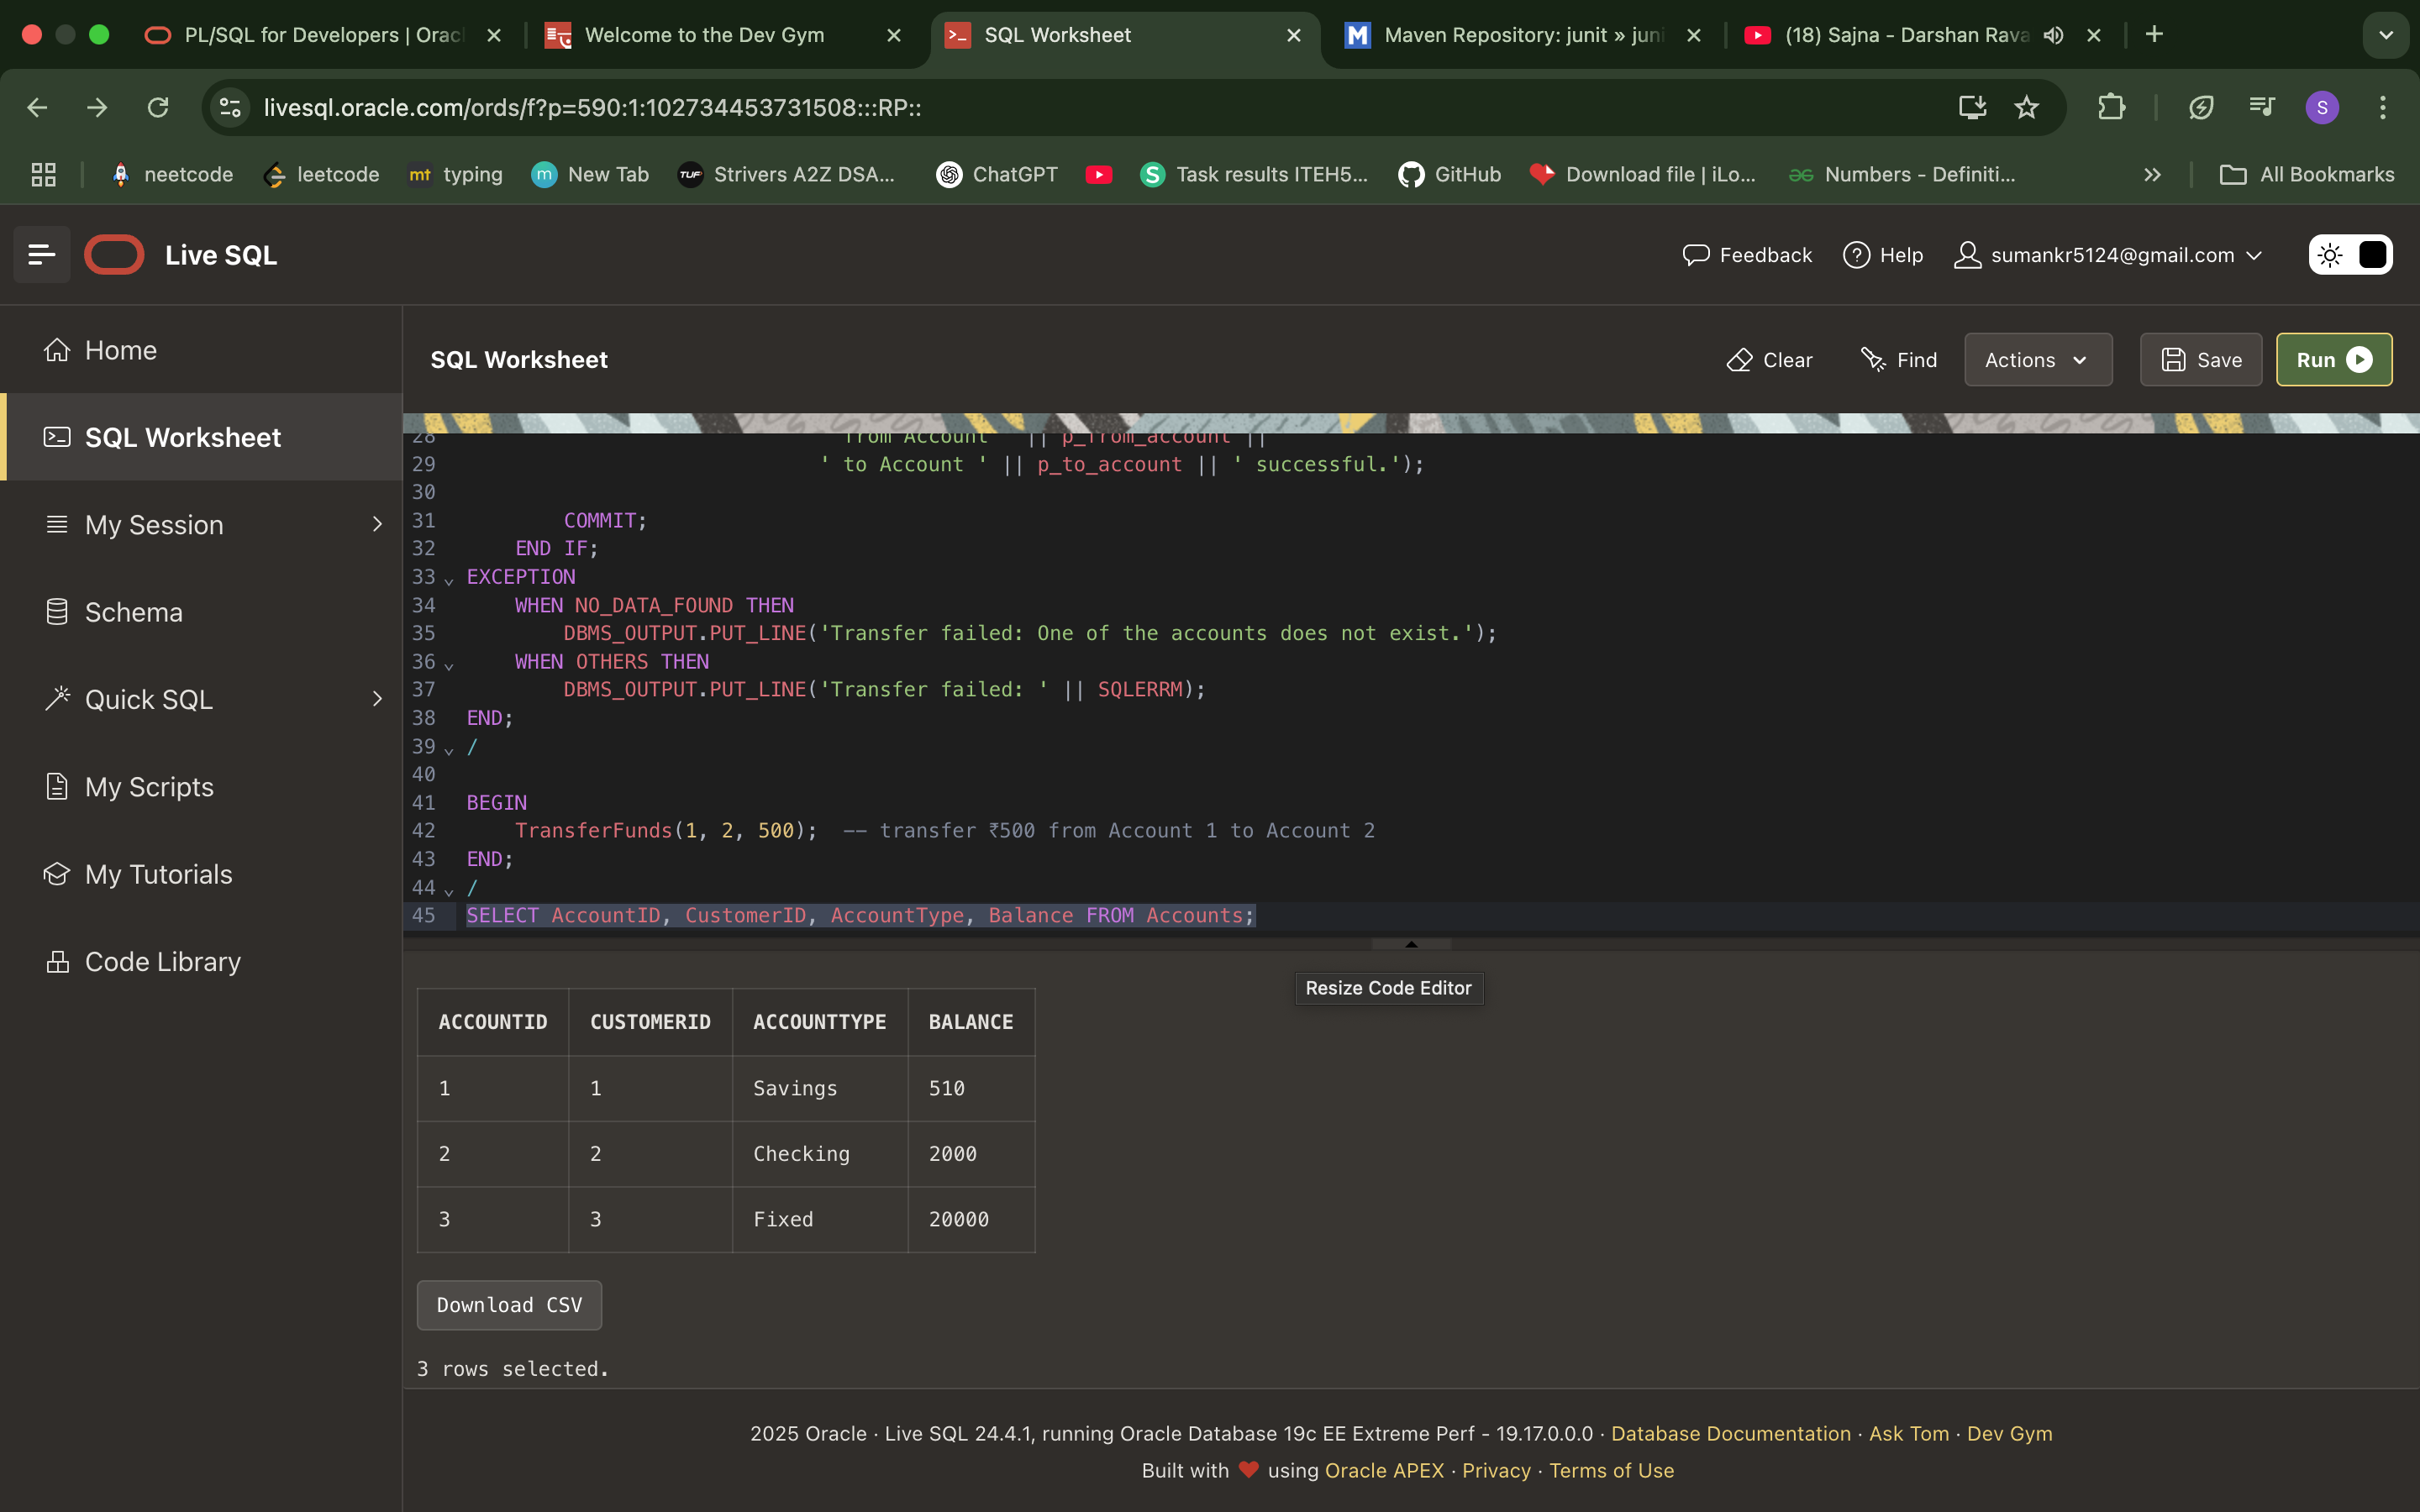 PL/SQL for Developers | Orac
Welcome to the Dev Gym
SQL Worksheet
Maven Repository: junit » juni
(18) Sajna - Darshan Rava
livesql.oracle.com/ords/f?p=590:1:102734453731508:::RP::
S
neetcode
leetcode
mt typing
m New Tab
TUF Strivers A2Z DSA...
ChatGPT
S Task results ITEH5...
GitHub
Download file | iLo...
Numbers - Definiti...
All Bookmarks
Live SQL
Feedback
Help
sumankr5124@gmail.com
Home
SQL Worksheet
My Session
Schema
Quick SQL
My Scripts
My Tutorials
Code Library
SQL Worksheet
Clear
Find
Actions
Save
Run
28 from Account ' || p_from_account ||
29 ' to Account ' || p_to_account || ' successful.');
30
31 COMMIT;
32 END IF;
33 EXCEPTION
34 WHEN NO_DATA_FOUND THEN
35 DBMS_OUTPUT.PUT_LINE('Transfer failed: One of the accounts does not exist.');
36 WHEN OTHERS THEN
37 DBMS_OUTPUT.PUT_LINE('Transfer failed: ' || SQLERRM);
38 END;
39 /
40
41 BEGIN
42 TransferFunds(1, 2, 500); -- transfer ₹500 from Account 1 to Account 2
43 END;
44 /
45 SELECT AccountID, CustomerID, AccountType, Balance FROM Accounts;
Resize Code Editor
ACCOUNTID CUSTOMERID ACCOUNTTYPE BALANCE
1 1 Savings 510
2 2 Checking 2000
3 3 Fixed 20000
Download CSV
3 rows selected.
2025 Oracle · Live SQL 24.4.1, running Oracle Database 19c EE Extreme Perf - 19.17.0.0.0 · Database Documentation · Ask Tom · Dev Gym
Built with ❤ using Oracle APEX · Privacy · Terms of Use